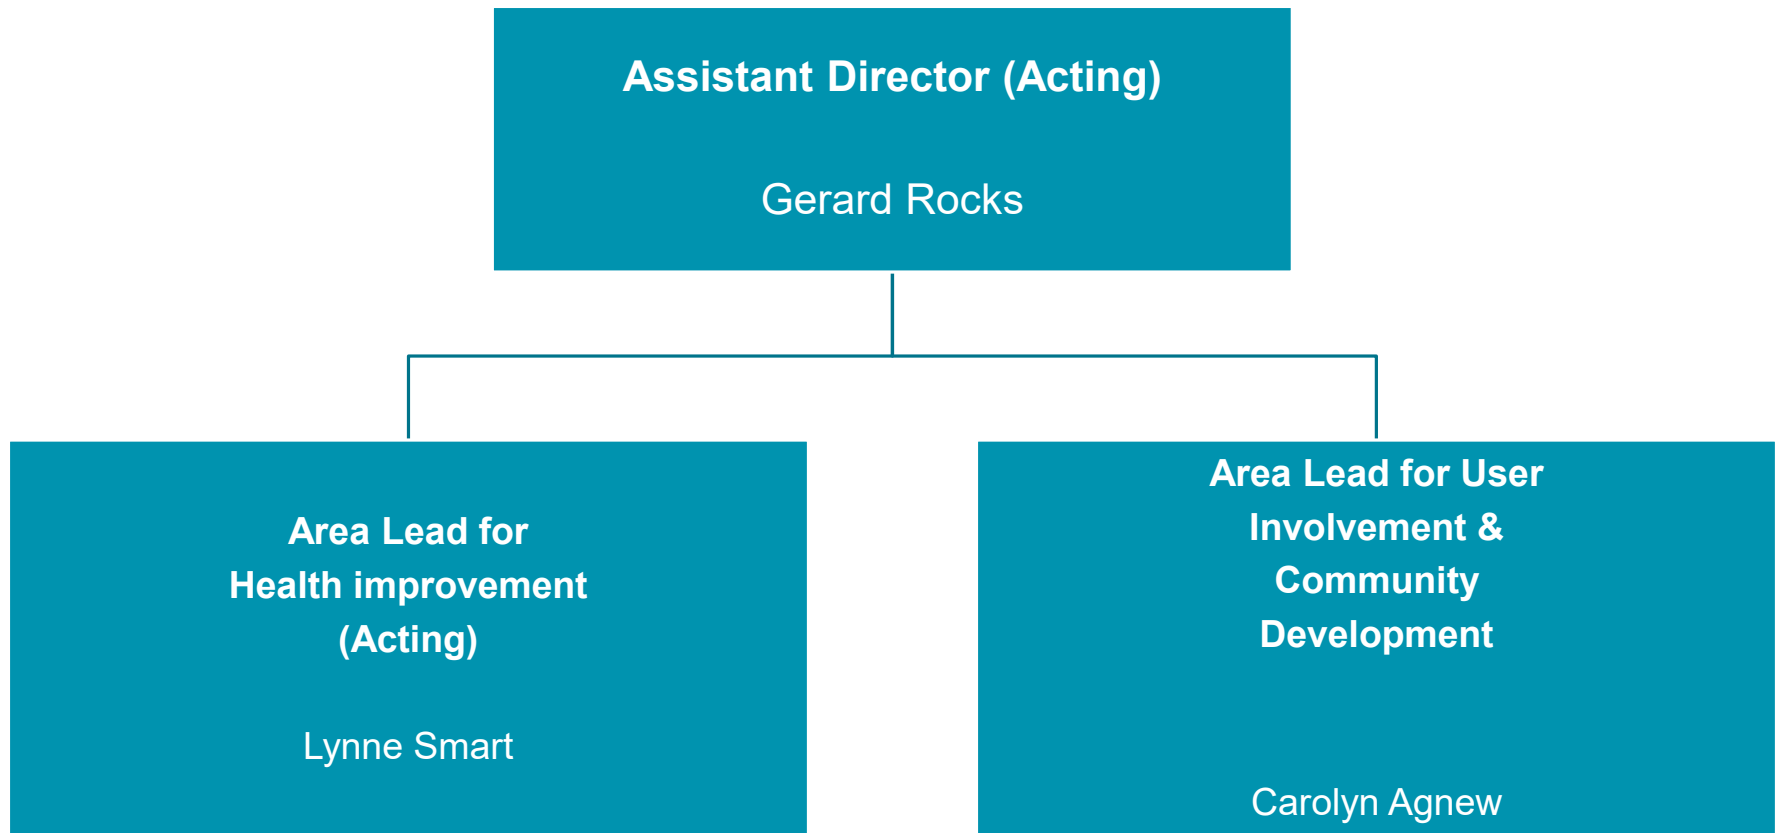 Assistant Director (Acting)
Gerard Rocks
Area Lead for
Health improvement
(Acting)
Lynne Smart
Area Lead for User
Involvement &
Community
Development
Carolyn Agnew